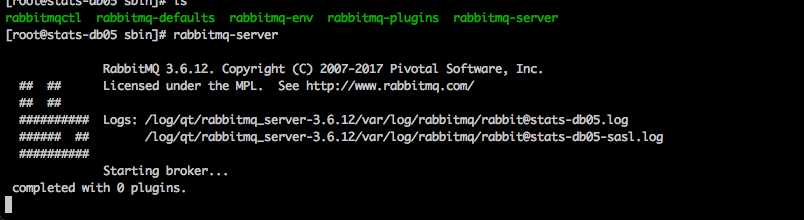 [root@stats-db05 sbin]# ls
rabbitmqctl rabbitmq-defaults rabbitmq-env rabbitmq-plugins rabbitmq-server
[root@stats-db05 sbin]# rabbitmq-server
RabbitMQ 3.6.12. Copyright (C) 2007-2017 Pivotal Software, Inc.
## ## Licensed under the MPL. See http://www.rabbitmq.com/
## ##
########## Logs: /log/qt/rabbitmq_server-3.6.12/var/log/rabbitmq/rabbit@stats-db05.log
###### ## /log/qt/rabbitmq_server-3.6.12/var/log/rabbitmq/rabbit@stats-db05-sasl.log
##########
Starting broker...
completed with 0 plugins.